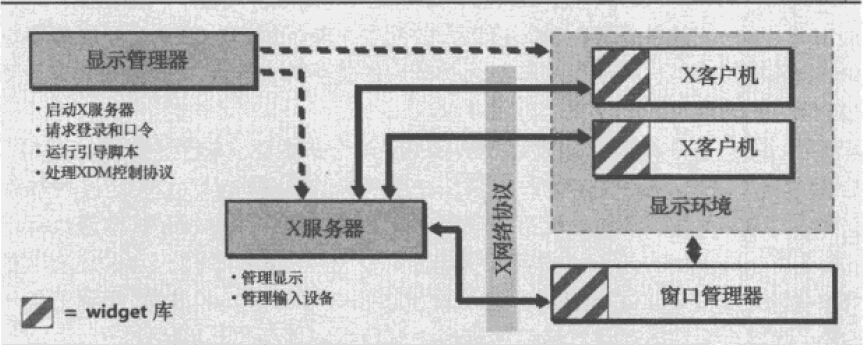 显示管理器
• 启动X服务器
• 请求登录和口令
• 运行引导脚本
• 处理XDM控制协议
X客户机
X客户机
显示环境
X网络协议
X服务器
• 管理显示
• 管理输入设备
窗口管理器
= widget 库